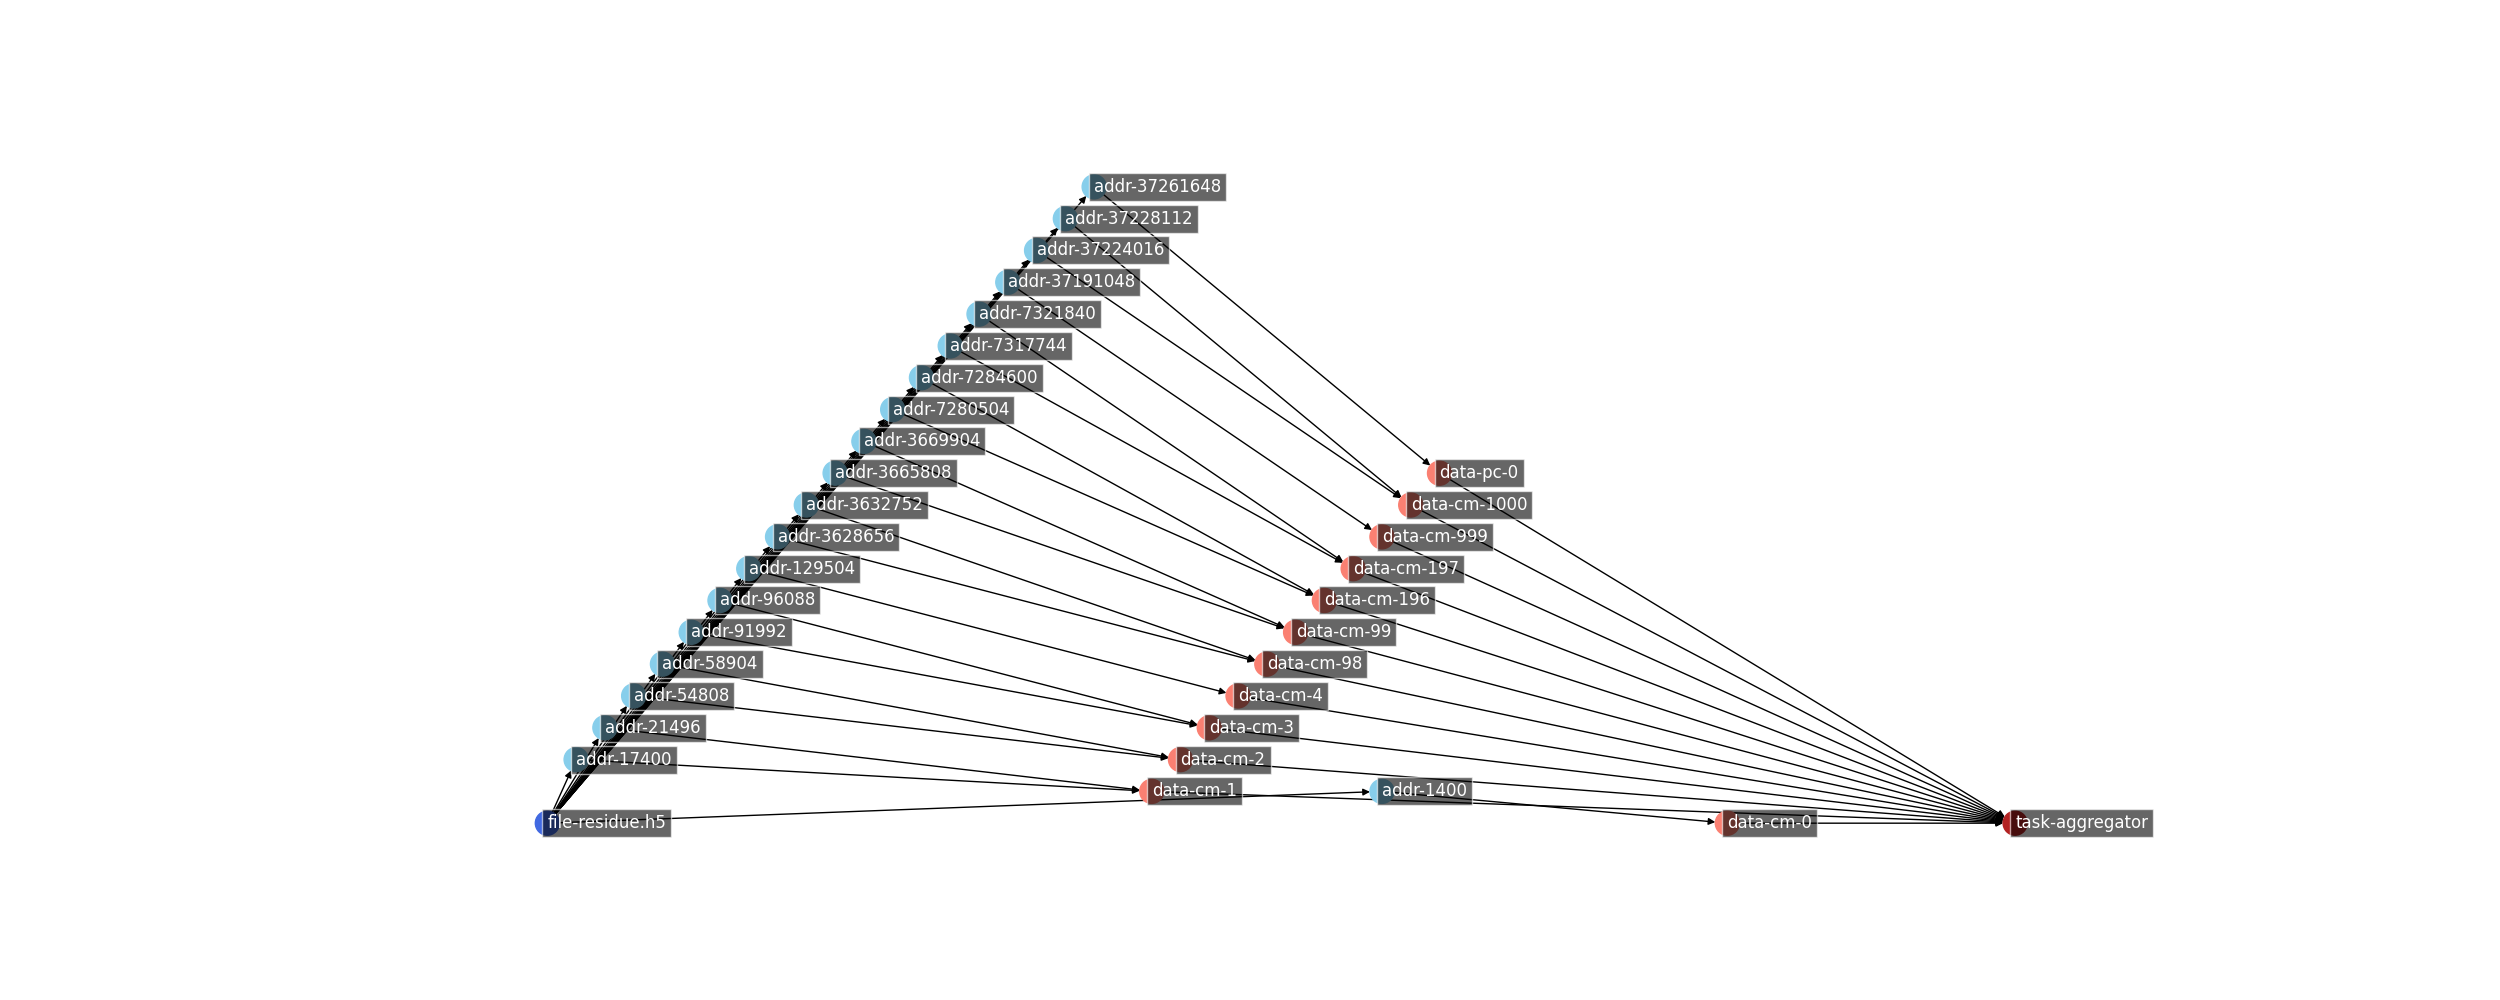 addr-37261648
addr-37228112
addr-37224016
addr-37191048
addr-7321840
addr-7317744
addr-7284600
addr-7280504
addr-3669904
addr-3665808
data-pc-0
addr-3632752
data-cm-1000
addr-3628656
data-cm-999
addr-129504
data-cm-197
addr-96088
data-cm-196
addr-91992
data-cm-99
addr-58904
data-cm-98
addr-54808
data-cm-4
addr-21496
data-cm-3
addr-17400
data-cm-2
data-cm-1
addr-1400
file-residue.h5
data-cm-0
task-aggregator